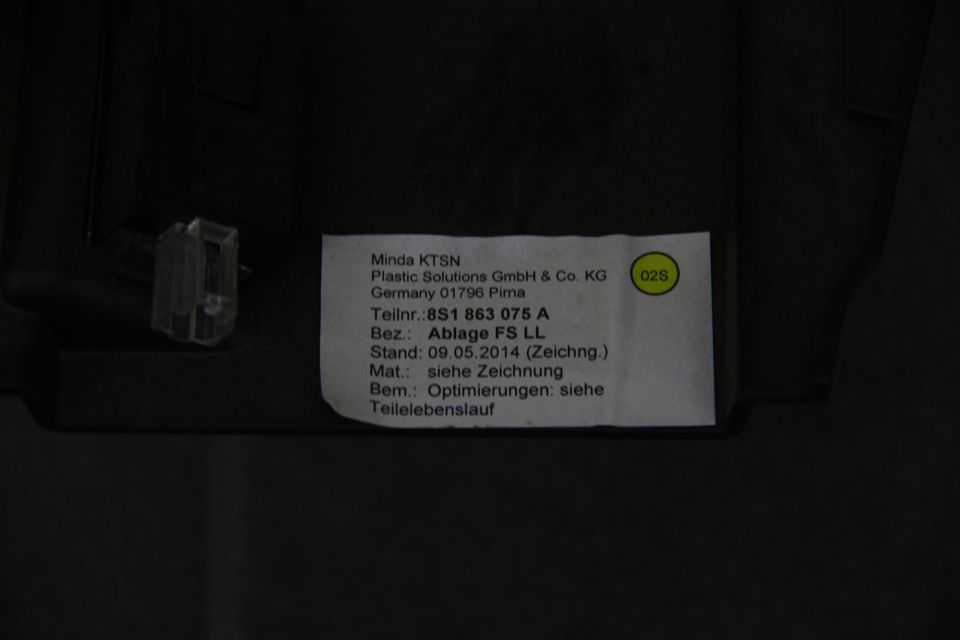 Minda KTSN
Plastic Solutions GmbH & Co. KG
Germany 01796 Pirna
Teilnr.:8S1 863 075 A
Bez.: Ablage FS LL
Stand: 09.05.2014 (Zeichng.)
Mat.: siehe Zeichnung
Bem.: Optimierungen: siehe
Teilelebenslauf
02S